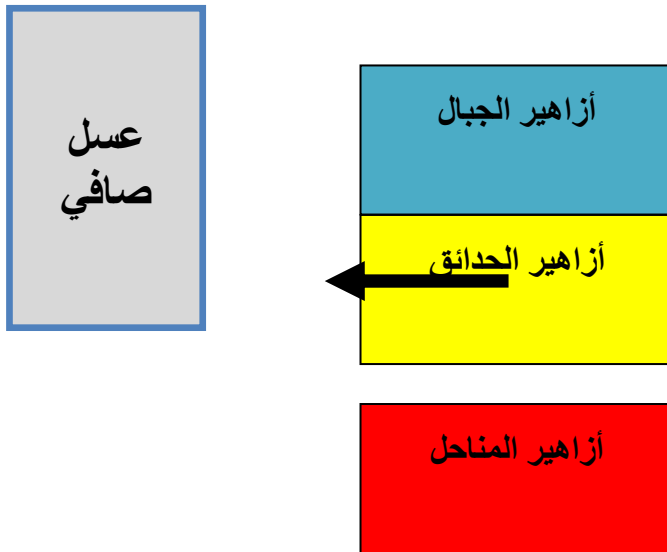 أزاهير الجبال
أزاهير الحدائق
أزاهير المناحل
عسل
صافي